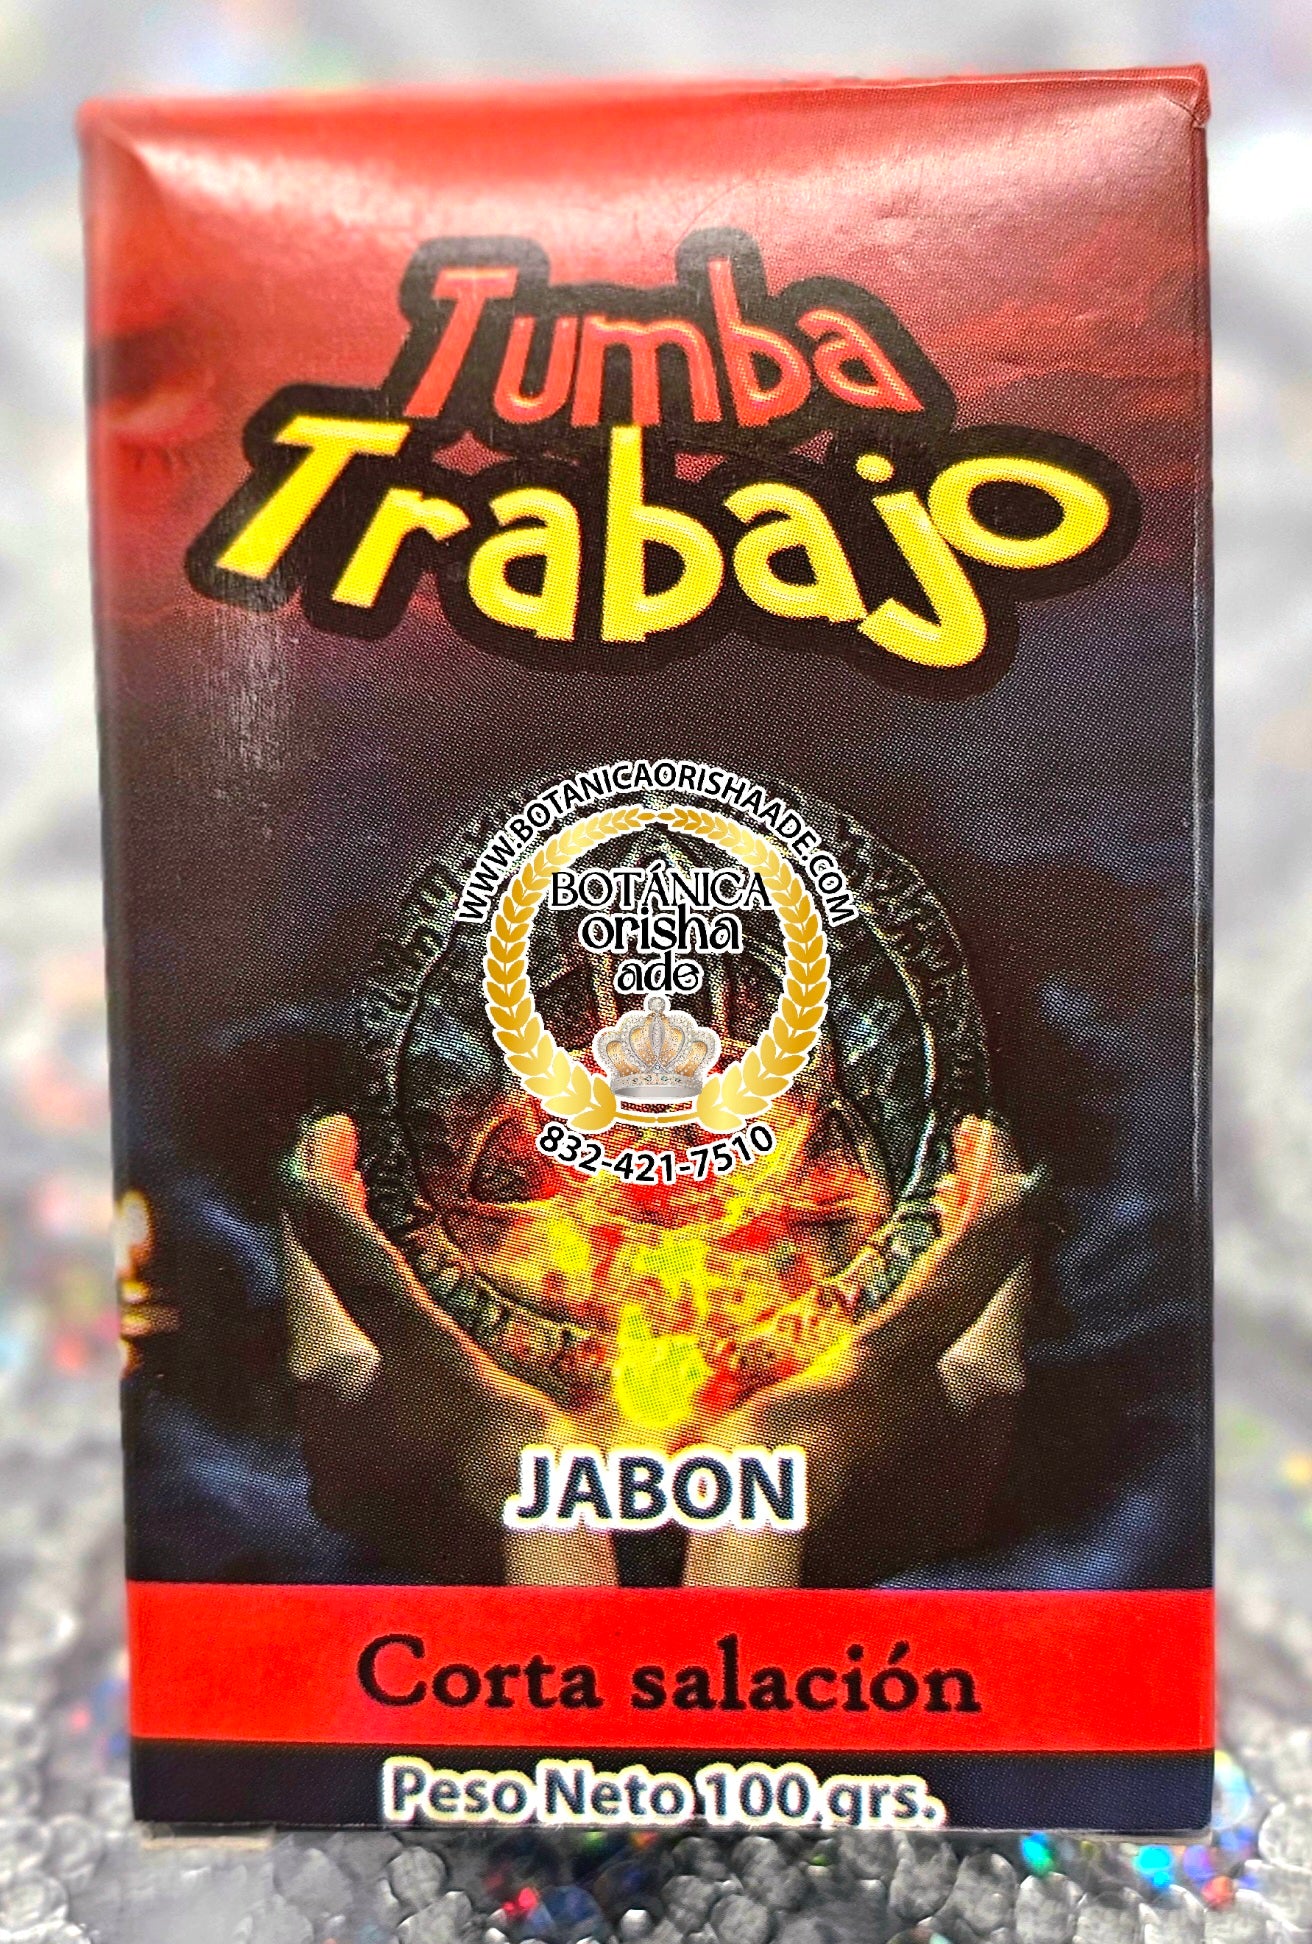 Tumba
Trabajo
WWW.BOTANICAORISHAADE.COM
BOTÁNICA
orisha
ade
832-421-7510
JABON
Corta salación
Peso Neto 100 grs.